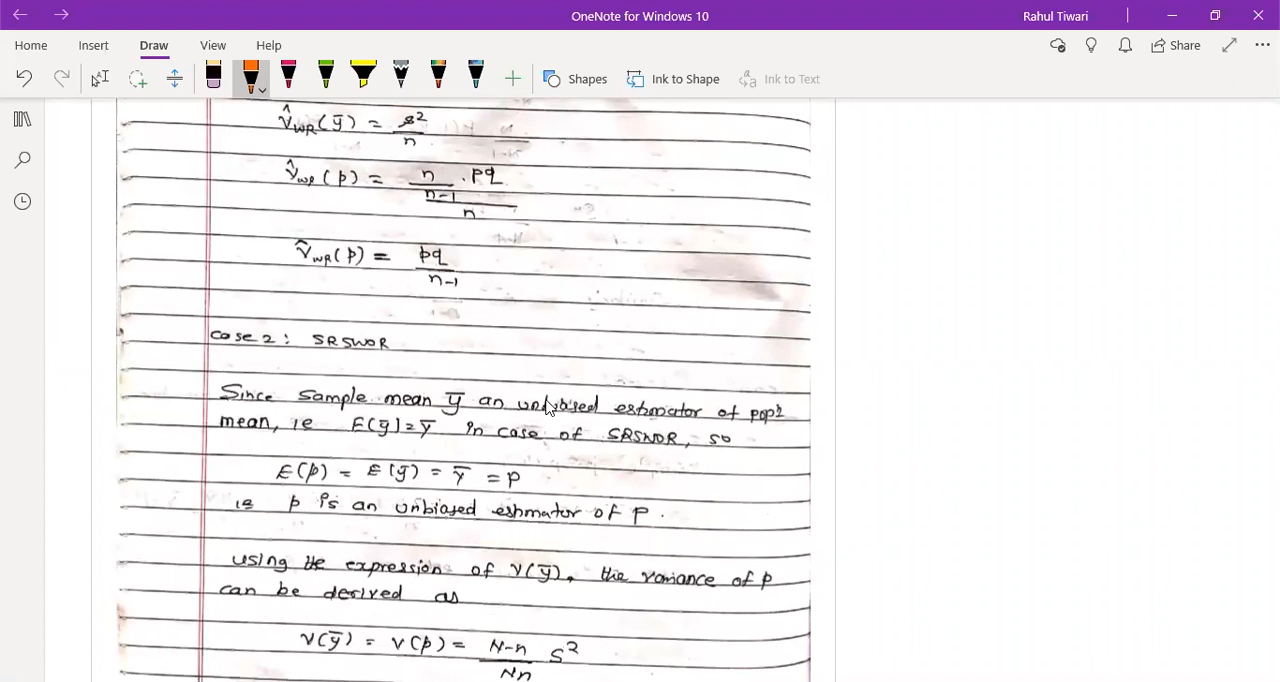 OneNote for Windows 10
Rahul Tiwari
Home Insert Draw View Help
Share
Shapes
Ink to Shape
Ink to Text
V̂WR(ȳ) = s²/n
V̂WR(p) = (n/(n-1) . pq)/n
V̂WR(p) = pq/(n-1)
Case 2: SRSWOR
Since sample mean ȳ an unbiased estmator of popⁿ
mean, ie E(ȳ)=Ȳ in case of SRSWOR, so
E(p) = E(ȳ) = Ȳ = P
ie p is an unbiased estmator of P.
using the expression of V(ȳ), the variance of p
can be derived as
V(ȳ) = V(p) = (N-n)/(Nn) S²